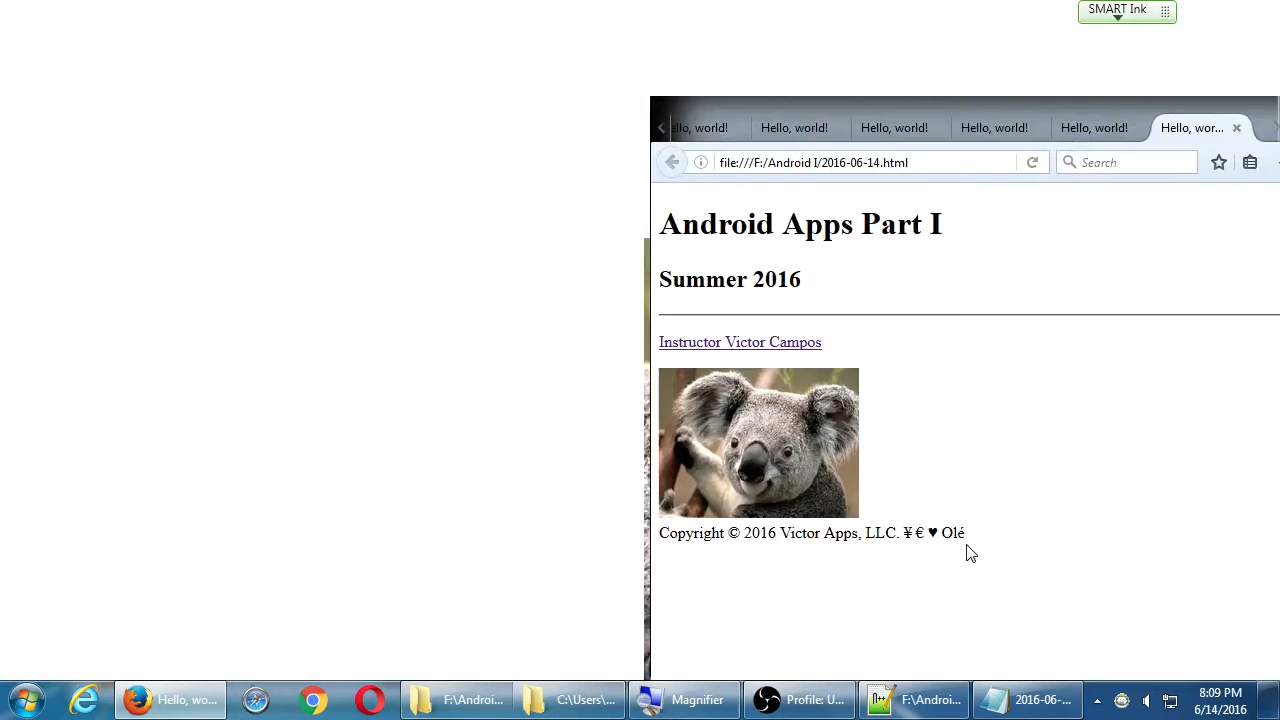 SMART Ink
ello, world!
Hello, world!
Hello, world!
Hello, world!
Hello, world!
Hello, wor...
file:///F:/Android I/2016-06-14.html
Search
Android Apps Part I
Summer 2016
Instructor Victor Campos
Copyright © 2016 Victor Apps, LLC. ¥ € ♥ Olé
Hello, wo...
F:\Androi...
C:\Users\...
Magnifier
Profile: U...
F:\Androi...
2016-06-...
8:09 PM
6/14/2016